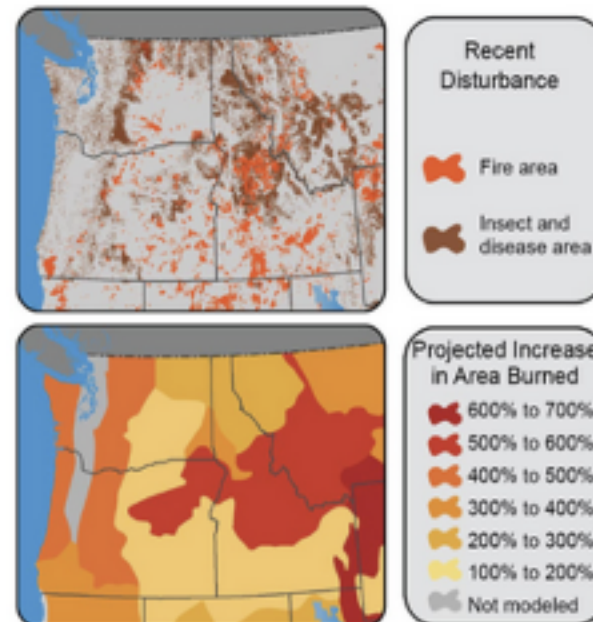 Recent
Disturbance
Fire area
Insect and
disease area
Projected Increase
in Area Burned
600% to 700%
500% to 600%
400% to 500%
300% to 400%
200% to 300%
100% to 200%
Not modeled